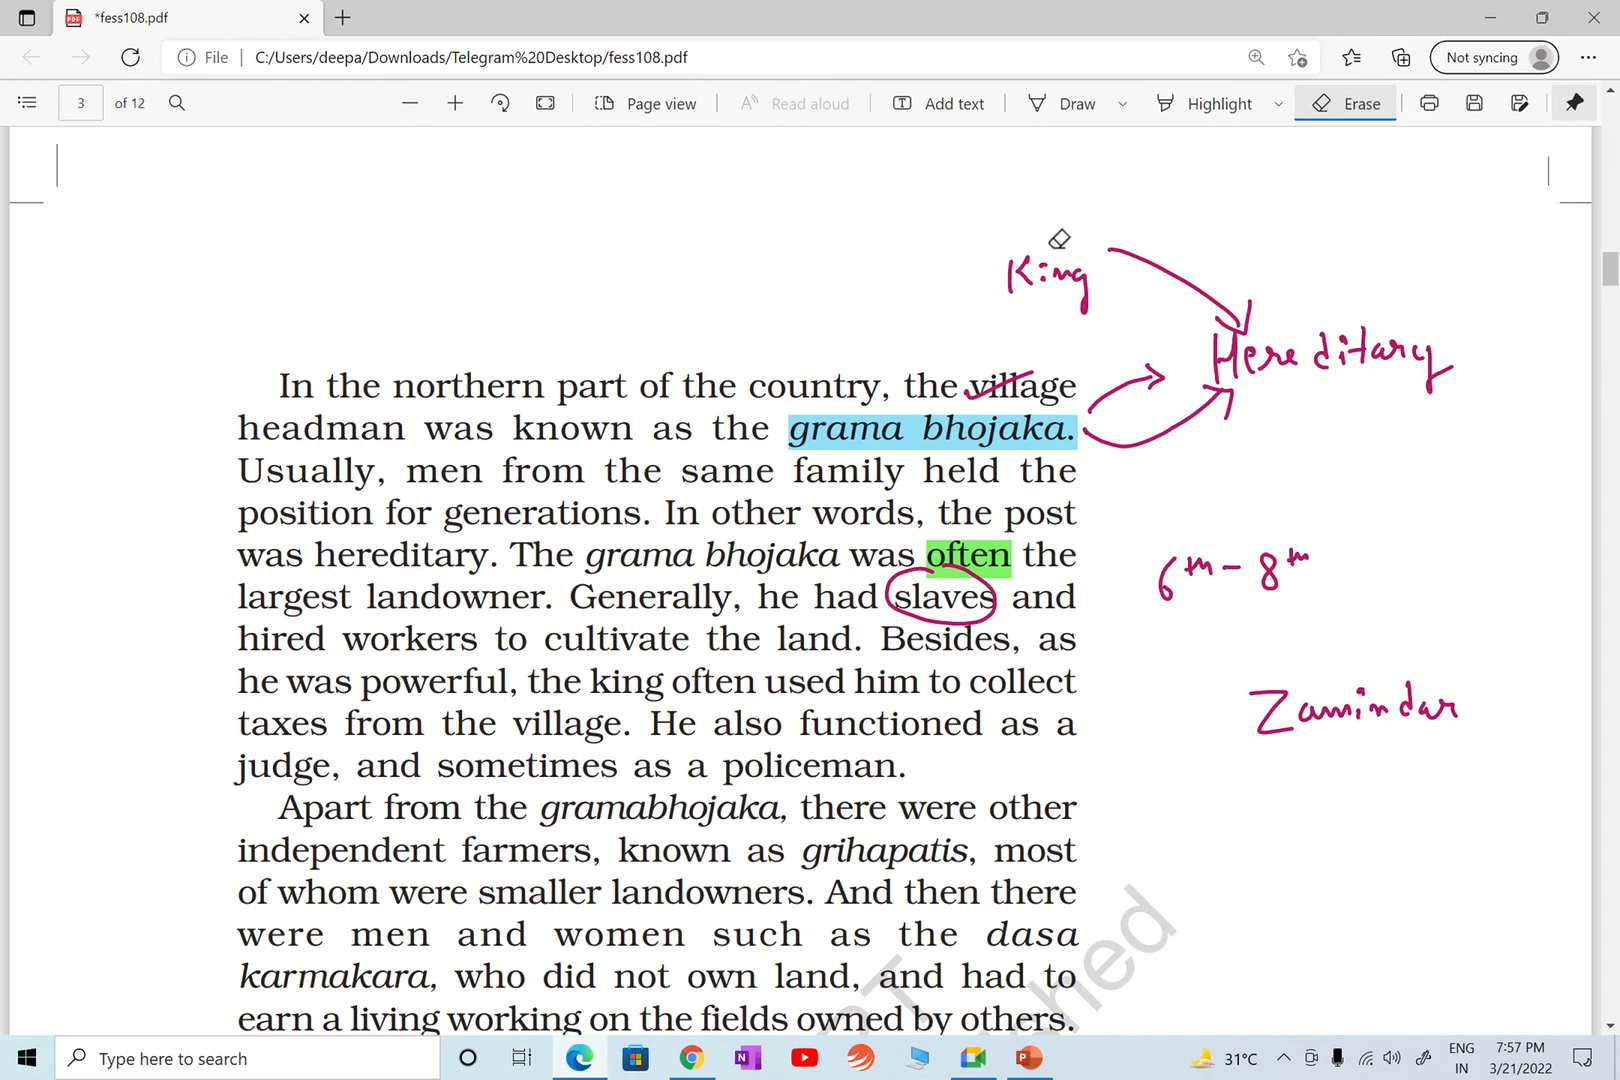 *fess108.pdf
File C:/Users/deepa/Downloads/Telegram%20Desktop/fess108.pdf Not syncing
3 of 12 Page view Read aloud Add text Draw Highlight Erase
King
Hereditary
In the northern part of the country, the village
headman was known as the grama bhojaka.
Usually, men from the same family held the
position for generations. In other words, the post
was hereditary. The grama bhojaka was often the
6th - 8th
largest landowner. Generally, he had slaves and
hired workers to cultivate the land. Besides, as
he was powerful, the king often used him to collect
Zamindar
taxes from the village. He also functioned as a
judge, and sometimes as a policeman.
Apart from the gramabhojaka, there were other
independent farmers, known as grihapatis, most
of whom were smaller landowners. And then there
were men and women such as the dasa
karmakara, who did not own land, and had to
earn a living working on the fields owned by others.
Type here to search 31°C ENG 7:57 PM
IN 3/21/2022